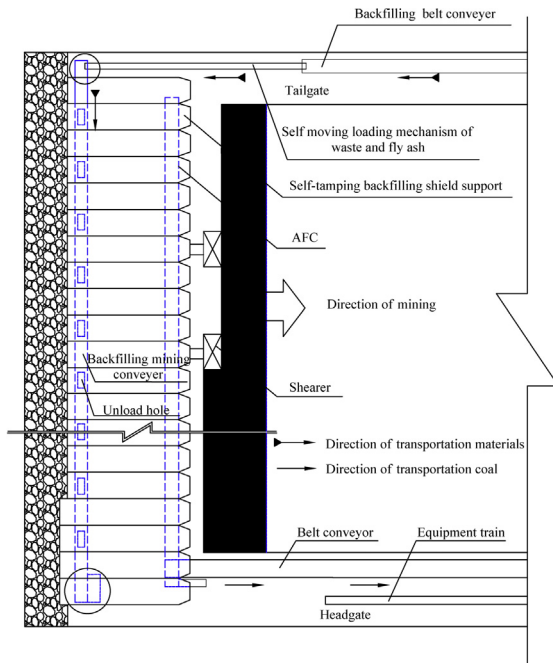 Backfilling belt conveyer
Tailgate
Self moving loading mechanism of
waste and fly ash
Self-tamping backfilling shield support
AFC
Direction of mining
Backfilling mining
conveyer
Shearer
Unload hole
Direction of transportation materials
Direction of transportation coal
Belt conveyor
Equipment train
Headgate